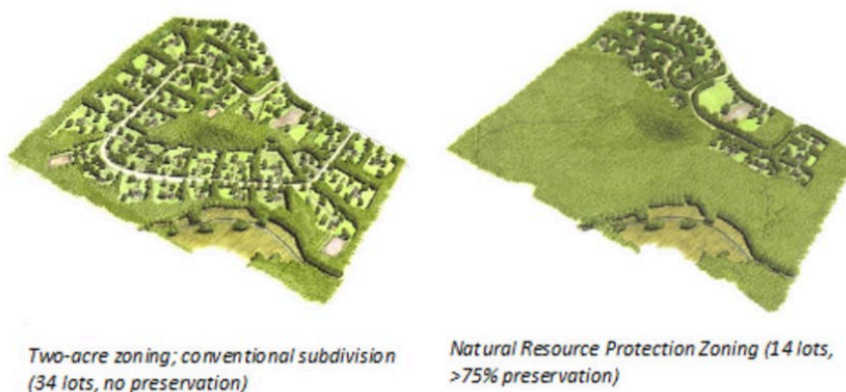 Two-acre zoning; conventional subdivision
(34 lots, no preservation)
Natural Resource Protection Zoning (14 lots,
>75% preservation)